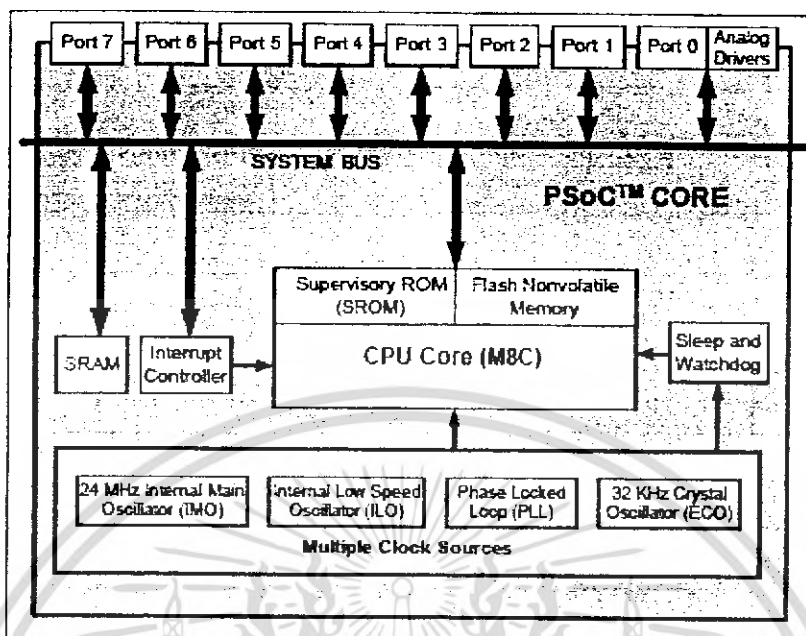 Port 7 Port 6 Port 5 Port 4 Port 3 Port 2 Port 1 Port 0 Analog
Drivers
SYSTEM BUS
PSoC™ CORE
Supervisory ROM
(SROM)
Flash Nonvolatile
Memory
SRAM
Interrupt
Controller
CPU Core (M8C)
Sleep and
Watchdog
24 MHz Internal Main
Oscillator (IMO)
Internal Low Speed
Oscillator (ILO)
Phase Locked
Loop (PLL)
32 KHz Crystal
Oscillator (ECO)
Multiple Clock Sources